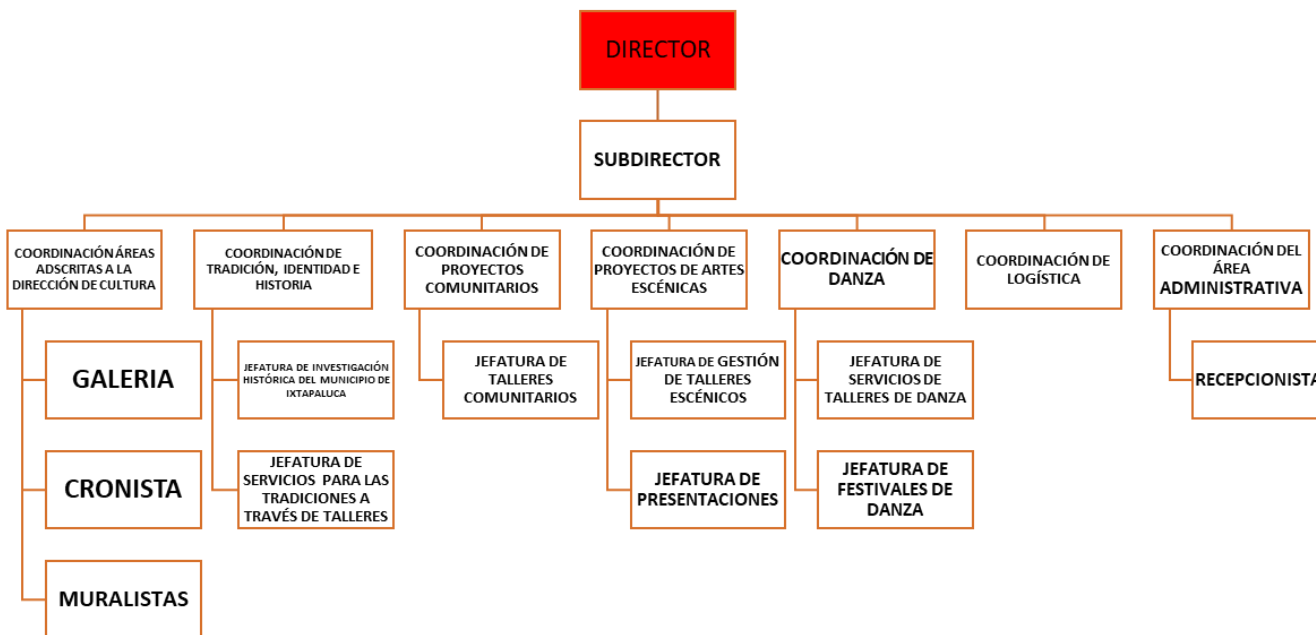 DIRECTOR
SUBDIRECTOR
COORDINACIÓN ÁREAS
ADSCRITAS A LA
DIRECCIÓN DE CULTURA
COORDINACIÓN DE
TRADICIÓN, IDENTIDAD E
HISTORIA
COORDINACIÓN DE
PROYECTOS
COMUNITARIOS
COORDINACIÓN DE
PROYECTOS DE ARTES
ESCÉNICAS
COORDINACIÓN DE
DANZA
COORDINACIÓN DE
LOGÍSTICA
COORDINACIÓN DEL
ÁREA
ADMINISTRATIVA
GALERIA
JEFATURA DE INVESTIGACIÓN
HISTÓRICA DEL MUNICIPIO DE
IXTAPALUCA
JEFATURA DE
TALLERES
COMUNITARIOS
JEFATURA DE GESTIÓN
DE TALLERES
ESCÉNICOS
JEFATURA DE
SERVICIOS DE
TALLERES DE DANZA
RECEPCIONISTA
CRONISTA
JEFATURA DE
SERVICIOS PARA LAS
TRADICIONES A
TRAVÉS DE TALLERES
JEFATURA DE
PRESENTACIONES
JEFATURA DE
FESTIVALES DE
DANZA
MURALISTAS